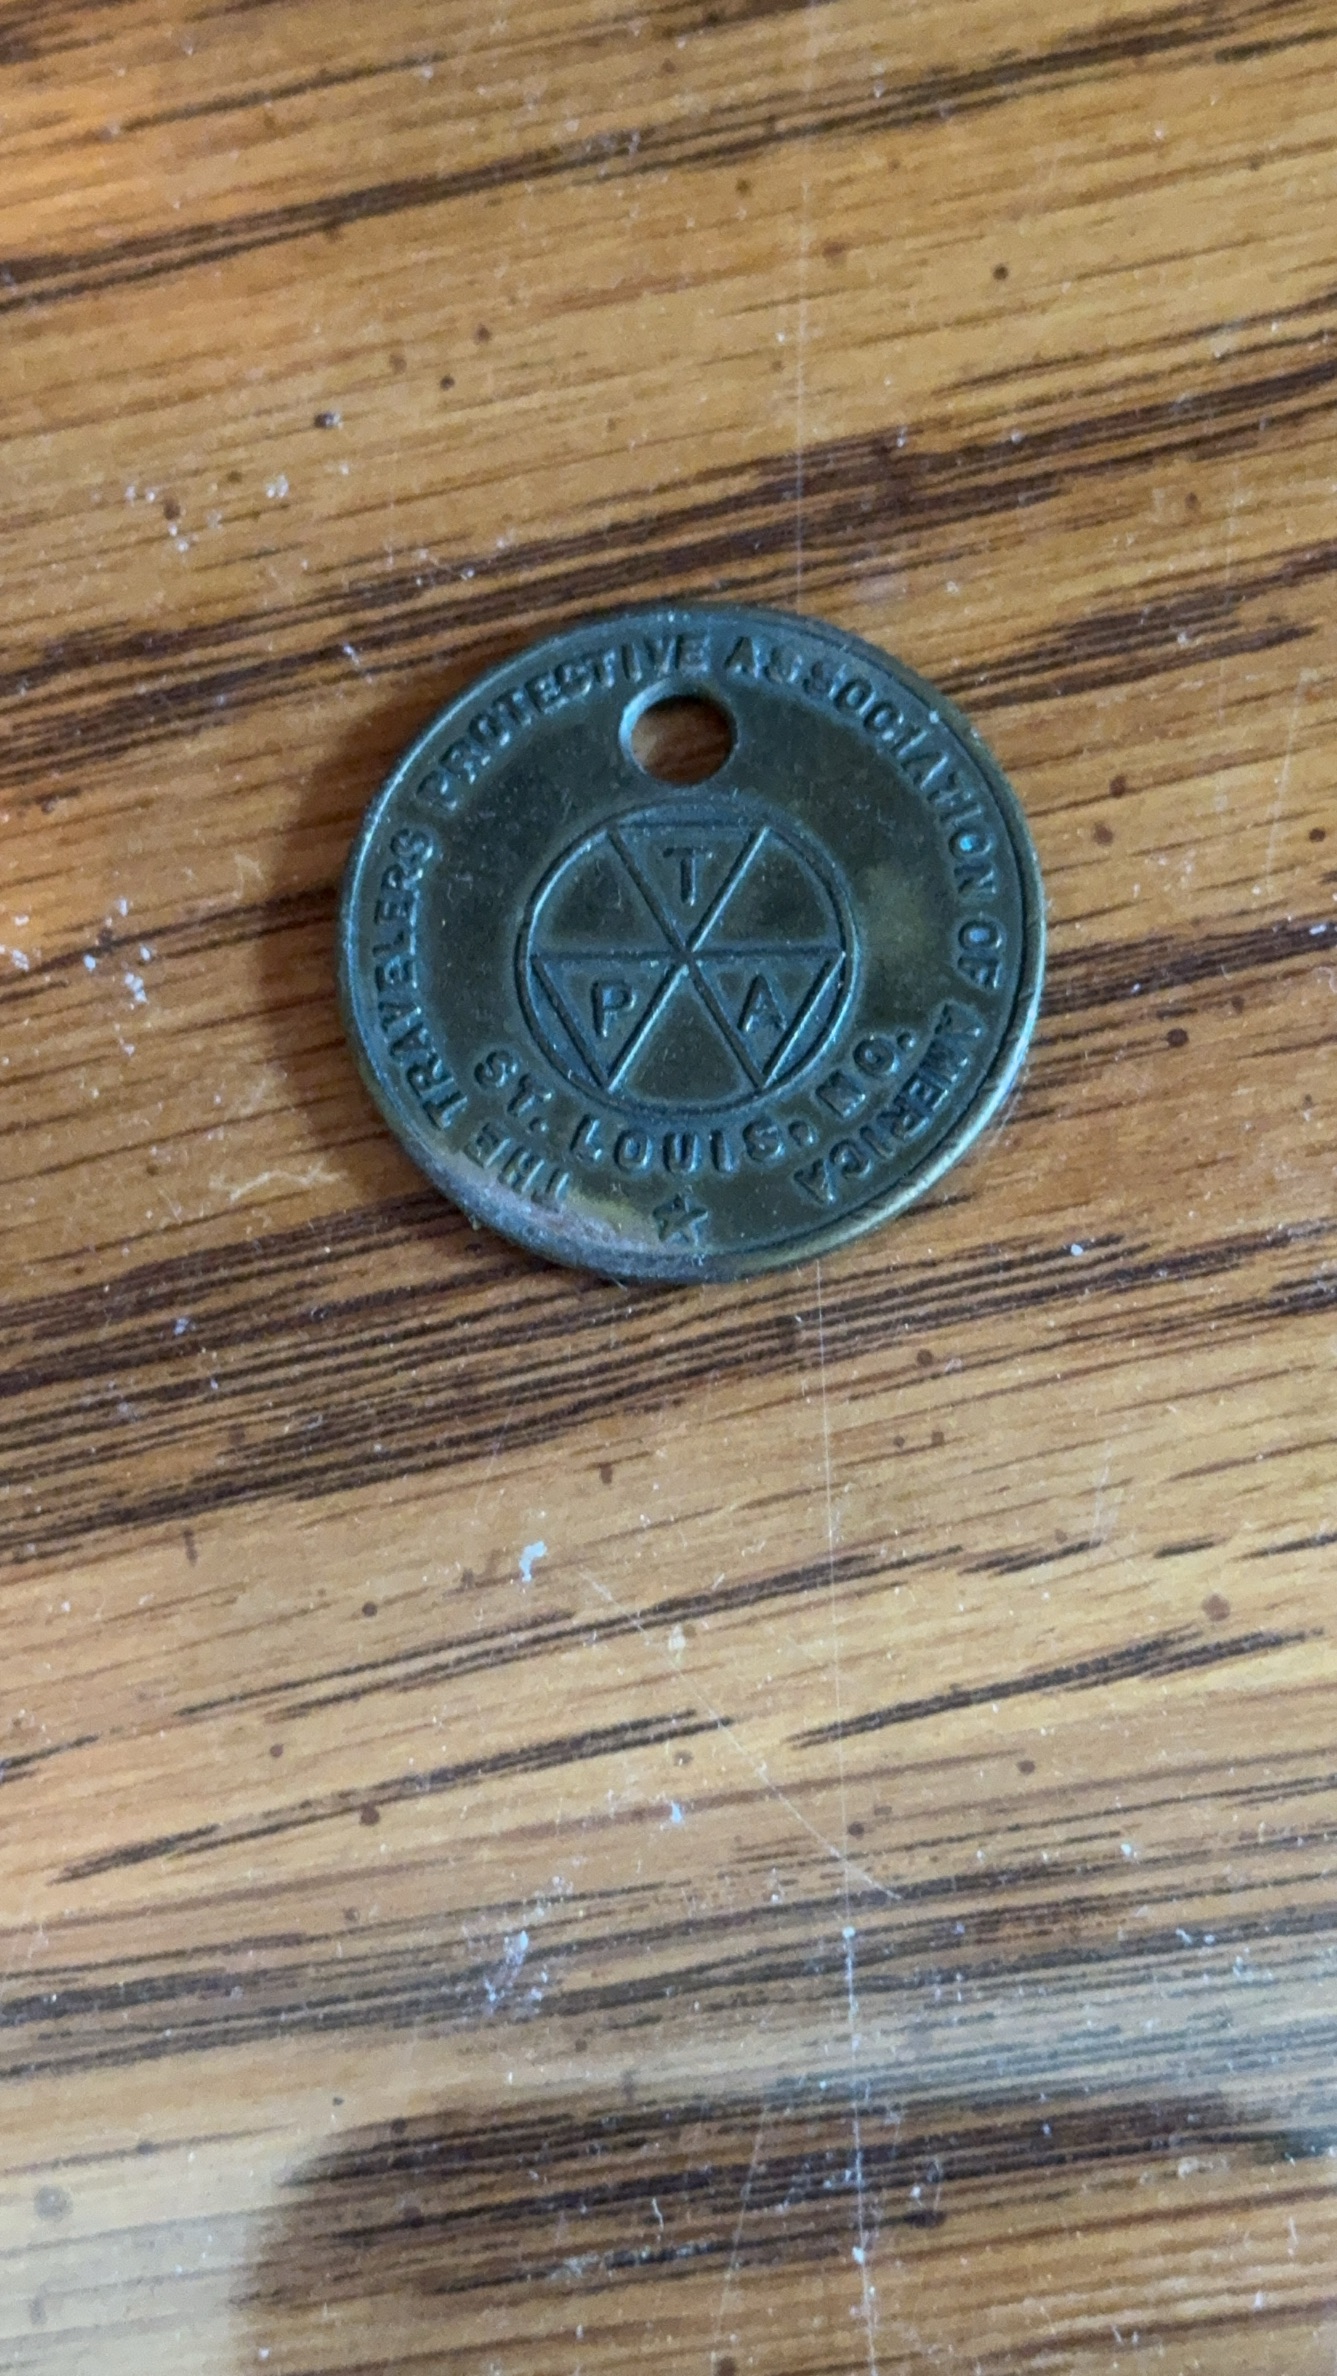 THE TRAVELERS PROTECTIVE ASSOCIATION OF AMERICA
T
P A
ST. LOUIS, MO.